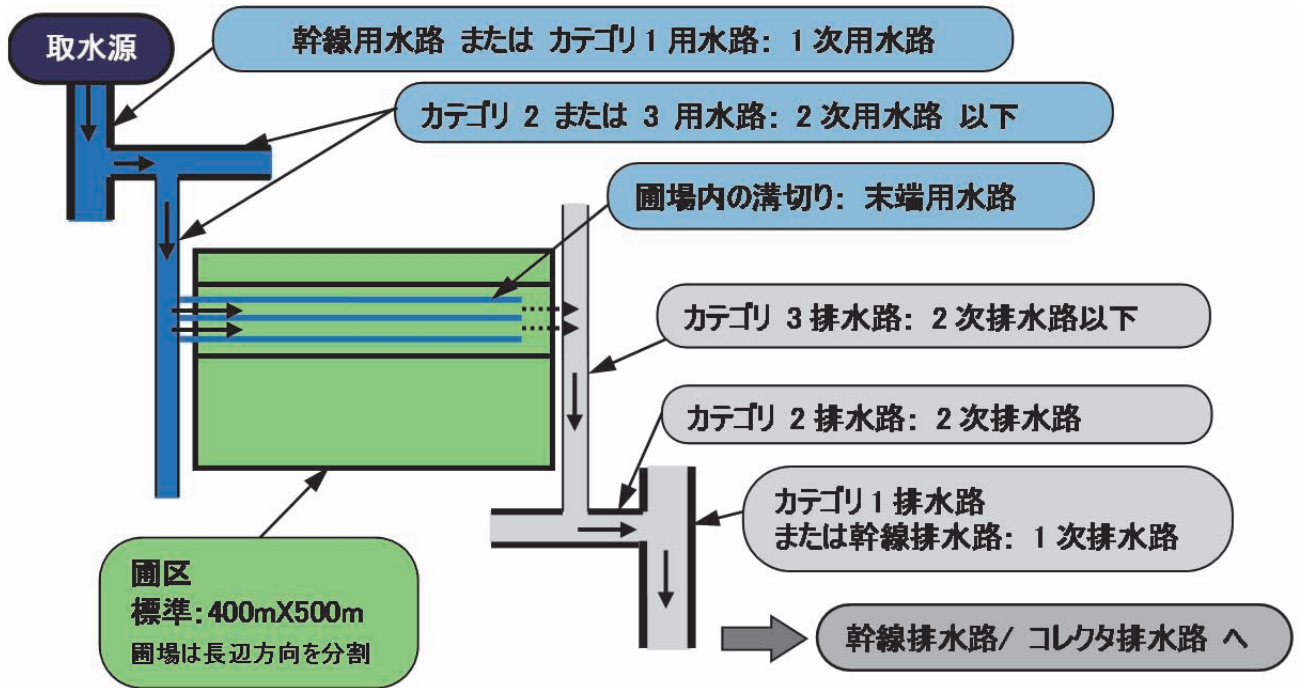 取水源
幹線用水路 または カテゴリ1用水路: 1次用水路
カテゴリ 2 または 3 用水路: 2次用水路 以下
圃場内の溝切り: 末端用水路
カテゴリ 3排水路: 2次排水路以下
カテゴリ 2排水路: 2次排水路
カテゴリ1排水路
または幹線排水路: 1次排水路
圃区
標準:400mX500m
圃場は長辺方向を分割
幹線排水路/ コレクタ排水路 へ